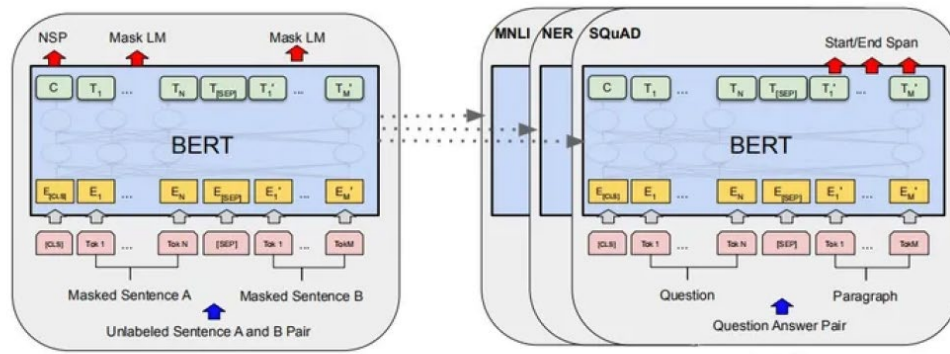 NSP Mask LM Mask LM
C T1 ... TN T[SEP] T1' ... TM'
BERT
E[CLS] E1 ... EN E[SEP] E1' ... EM'
[CLS] Tok 1 ... Tok N [SEP] Tok 1 ... TokM
Masked Sentence A Masked Sentence B
Unlabeled Sentence A and B Pair
MNLI NER SQuAD
Start/End Span
C T1 ... TN T[SEP] T1' ... TM'
BERT
E[CLS] E1 ... EN E[SEP] E1' ... EM'
[CLS] Tok 1 ... Tok N [SEP] Tok 1 ... TokM
Question Paragraph
Question Answer Pair